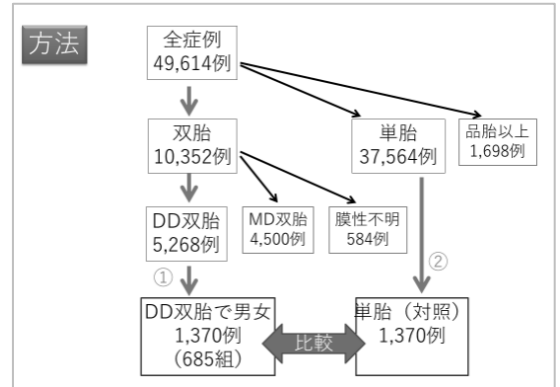 方法
全症例
49,614例
双胎
10,352例
単胎
37,564例
品胎以上
1,698例
DD双胎
5,268例
MD双胎
4,500例
膜性不明
584例
①
②
DD双胎で男女
1,370例
（685組）
比較
単胎（対照）
1,370例